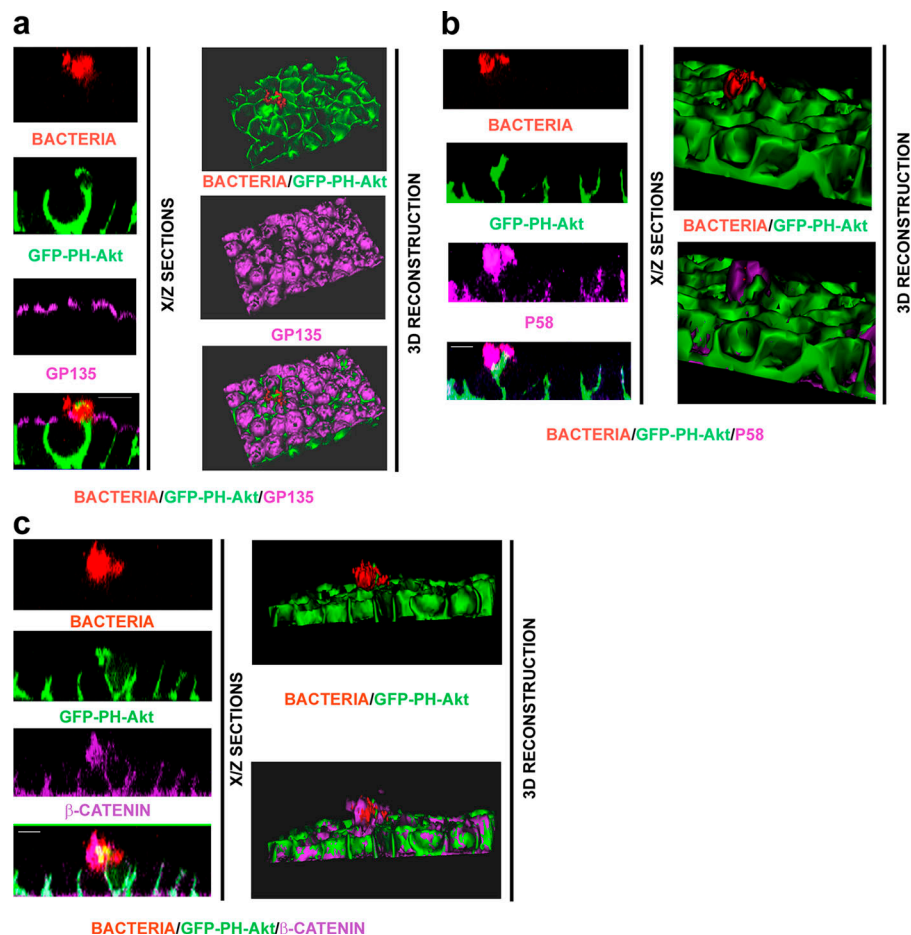 a
BACTERIA
GFP-PH-Akt
GP135
X/Z SECTIONS
BACTERIA/GFP-PH-Akt
GP135
3D RECONSTRUCTION
BACTERIA/GFP-PH-Akt/GP135
b
BACTERIA
GFP-PH-Akt
P58
X/Z SECTIONS
BACTERIA/GFP-PH-Akt
3D RECONSTRUCTION
BACTERIA/GFP-PH-Akt/P58
c
BACTERIA
GFP-PH-Akt
β-CATENIN
X/Z SECTIONS
BACTERIA/GFP-PH-Akt
3D RECONSTRUCTION
BACTERIA/GFP-PH-Akt/β-CATENIN